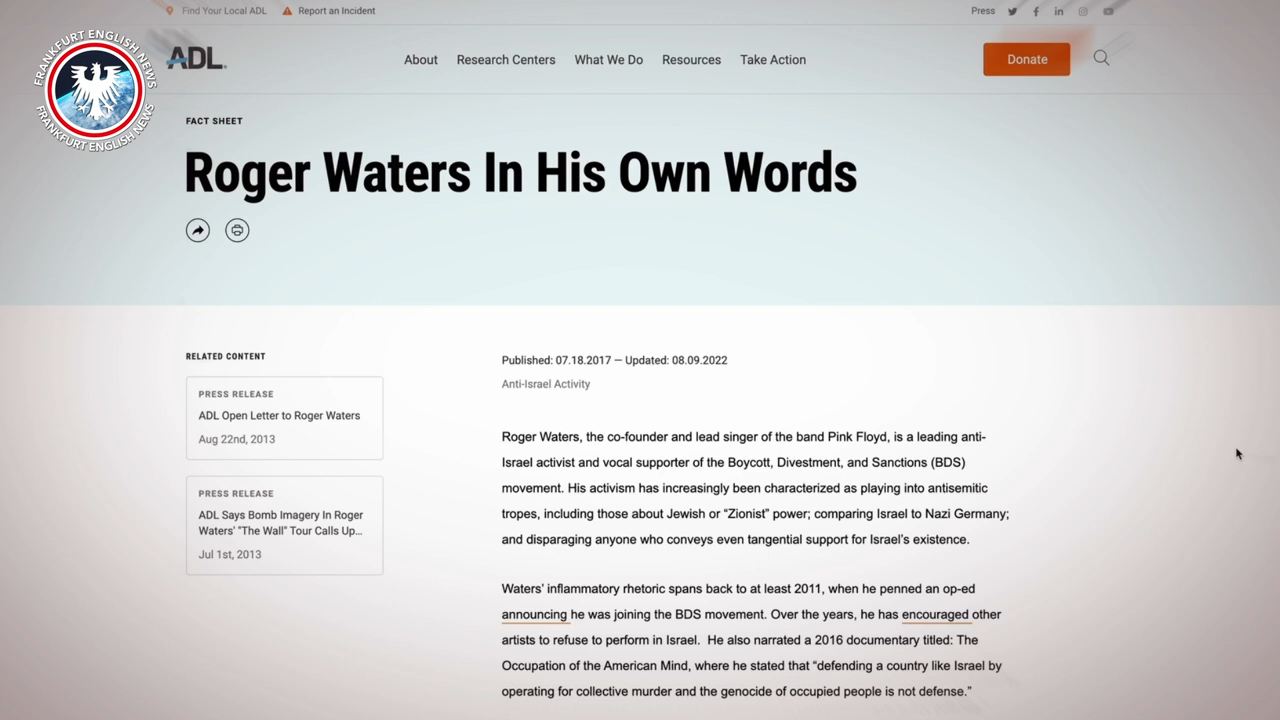 Find Your Local ADL
Report an Incident
Press
FRANKFURT ENGLISH NEWS
FRANKFURT ENGLISH NEWS
ADL
About
Research Centers
What We Do
Resources
Take Action
Donate
FACT SHEET
Roger Waters In His Own Words
RELATED CONTENT
PRESS RELEASE
ADL Open Letter to Roger Waters
Aug 22nd, 2013
PRESS RELEASE
ADL Says Bomb Imagery In Roger
Waters' "The Wall" Tour Calls Up...
Jul 1st, 2013
Published: 07.18.2017 — Updated: 08.09.2022
Anti-Israel Activity
Roger Waters, the co-founder and lead singer of the band Pink Floyd, is a leading anti-
Israel activist and vocal supporter of the Boycott, Divestment, and Sanctions (BDS)
movement. His activism has increasingly been characterized as playing into antisemitic
tropes, including those about Jewish or “Zionist” power; comparing Israel to Nazi Germany;
and disparaging anyone who conveys even tangential support for Israel’s existence.
Waters’ inflammatory rhetoric spans back to at least 2011, when he penned an op-ed
announcing he was joining the BDS movement. Over the years, he has encouraged other
artists to refuse to perform in Israel.  He also narrated a 2016 documentary titled: The
Occupation of the American Mind, where he stated that “defending a country like Israel by
operating for collective murder and the genocide of occupied people is not defense.”